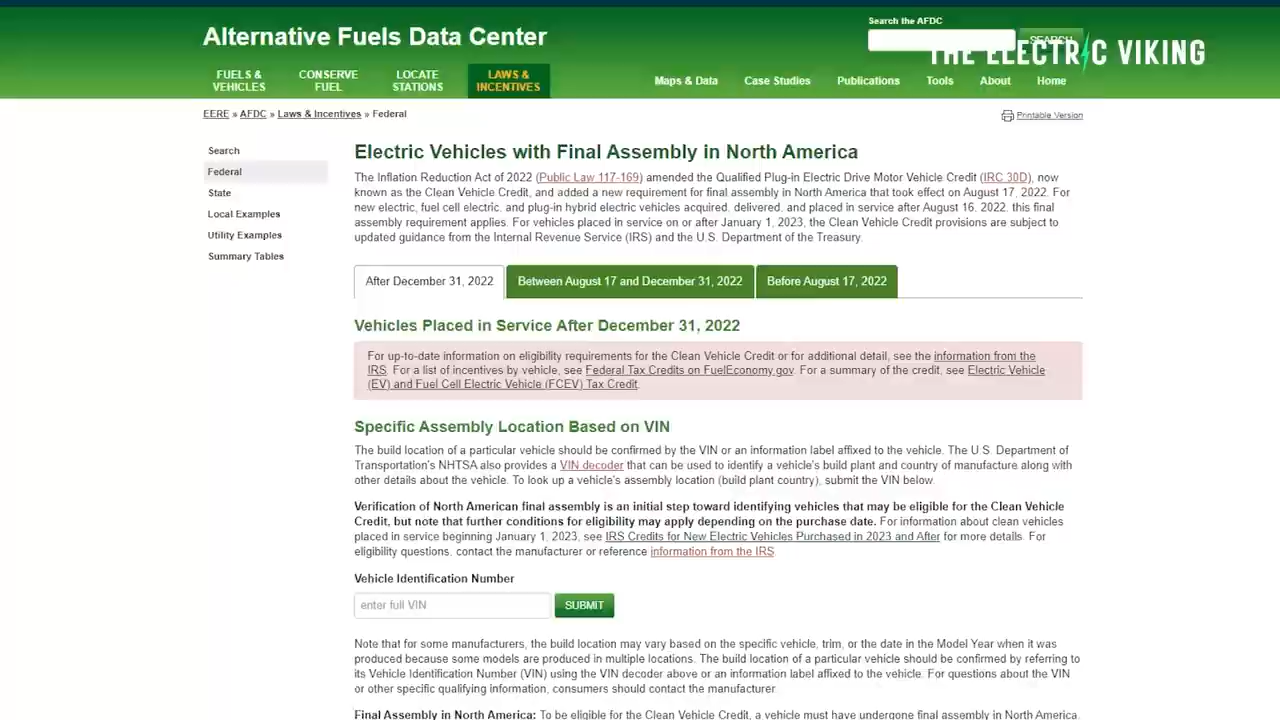 Alternative Fuels Data Center
Search the AFDC
SEARCH
THE ELECTRIC VIKING
FUELS & VEHICLES
CONSERVE FUEL
LOCATE STATIONS
LAWS & INCENTIVES
Maps & Data
Case Studies
Publications
Tools
About
Home
EERE » AFDC » Laws & Incentives » Federal
Printable Version
Search
Federal
State
Local Examples
Utility Examples
Summary Tables
Electric Vehicles with Final Assembly in North America
The Inflation Reduction Act of 2022 (Public Law 117-169) amended the Qualified Plug-in Electric Drive Motor Vehicle Credit (IRC 30D), now
known as the Clean Vehicle Credit, and added a new requirement for final assembly in North America that took effect on August 17, 2022. For
new electric, fuel cell electric, and plug-in hybrid electric vehicles acquired, delivered, and placed in service after August 16, 2022, this final
assembly requirement applies. For vehicles placed in service on or after January 1, 2023, the Clean Vehicle Credit provisions are subject to
updated guidance from the Internal Revenue Service (IRS) and the U.S. Department of the Treasury.
After December 31, 2022
Between August 17 and December 31, 2022
Before August 17, 2022
Vehicles Placed in Service After December 31, 2022
For up-to-date information on eligibility requirements for the Clean Vehicle Credit or for additional detail, see the information from the
IRS. For a list of incentives by vehicle, see Federal Tax Credits on FuelEconomy.gov. For a summary of the credit, see Electric Vehicle
(EV) and Fuel Cell Electric Vehicle (FCEV) Tax Credit.
Specific Assembly Location Based on VIN
The build location of a particular vehicle should be confirmed by the VIN or an information label affixed to the vehicle. The U.S. Department of
Transportation's NHTSA also provides a VIN decoder that can be used to identify a vehicle's build plant and country of manufacture along with
other details about the vehicle. To look up a vehicle's assembly location (build plant country), submit the VIN below.
Verification of North American final assembly is an initial step toward identifying vehicles that may be eligible for the Clean Vehicle
Credit, but note that further conditions for eligibility may apply depending on the purchase date. For information about clean vehicles
placed in service beginning January 1, 2023, see IRS Credits for New Electric Vehicles Purchased in 2023 and After for more details. For
eligibility questions, contact the manufacturer or reference information from the IRS.
Vehicle Identification Number
enter full VIN
SUBMIT
Note that for some manufacturers, the build location may vary based on the specific vehicle, trim, or the date in the Model Year when it was
produced because some models are produced in multiple locations. The build location of a particular vehicle should be confirmed by referring to
its Vehicle Identification Number (VIN) using the VIN decoder above or an information label affixed to the vehicle. For questions about the VIN
or other specific qualifying information, consumers should contact the manufacturer.
Final Assembly in North America: To be eligible for the Clean Vehicle Credit, a vehicle must have undergone final assembly in North America.